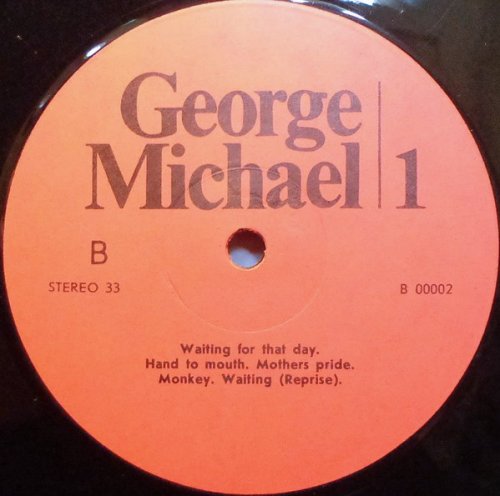 George
Michael 1
B
STEREO 33 B 00002
Waiting for that day.
Hand to mouth. Mothers pride.
Monkey. Waiting (Reprise).